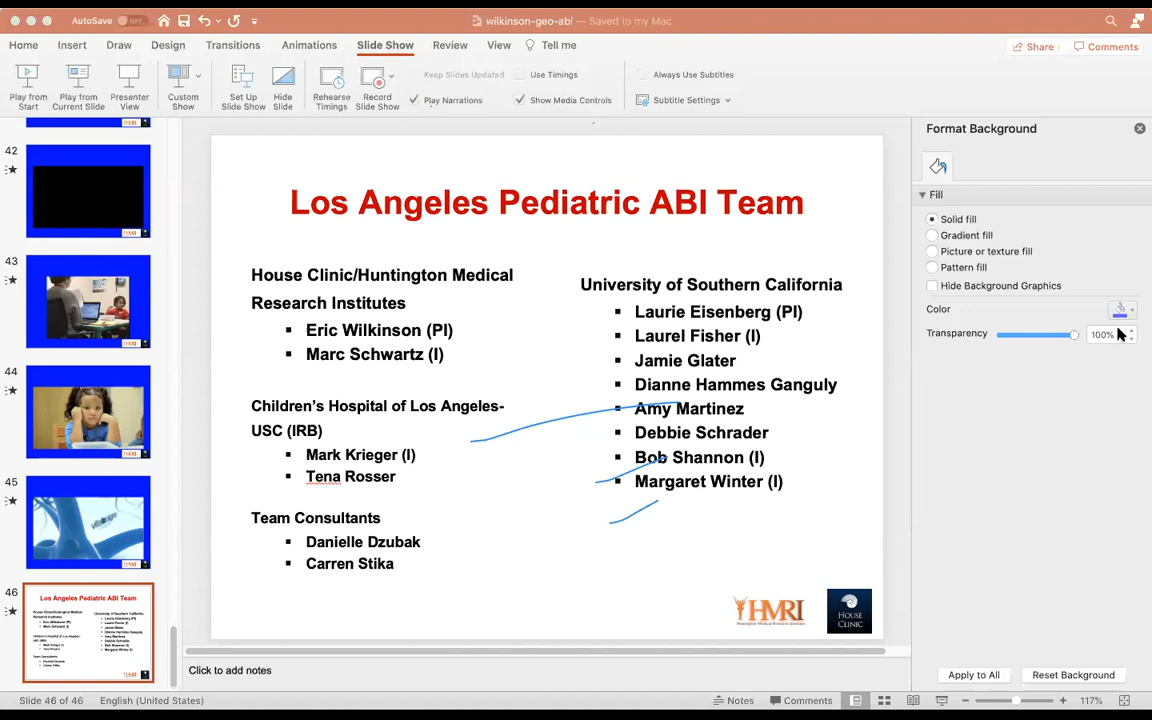 AutoSave OFF
wilkinson-geo-abi — Saved to my Mac
Home Insert Draw Design Transitions Animations Slide Show Review View Tell me
Share Comments
Play from Start
Play from Current Slide
Presenter View
Custom Show
Set Up Slide Show
Hide Slide
Rehearse Timings
Record Slide Show
Keep Slides Updated
Use Timings
Play Narrations
Show Media Controls
Always Use Subtitles
Subtitle Settings
42
43
44
45
46
Los Angeles Pediatric ABI Team
House Clinic/Huntington Medical
Research Institutes
▪ Eric Wilkinson (PI)
▪ Marc Schwartz (I)
Children's Hospital of Los Angeles-
USC (IRB)
▪ Mark Krieger (I)
▪ Tena Rosser
Team Consultants
▪ Danielle Dzubak
▪ Carren Stika
University of Southern California
▪ Laurie Eisenberg (PI)
▪ Laurel Fisher (I)
▪ Jamie Glater
▪ Dianne Hammes Ganguly
▪ Amy Martinez
▪ Debbie Schrader
▪ Bob Shannon (I)
▪ Margaret Winter (I)
HMRI
Huntington Medical Research Institutes
HOUSE
CLINIC
Format Background
Fill
Solid fill
Gradient fill
Picture or texture fill
Pattern fill
Hide Background Graphics
Color
Transparency 100%
Apply to All Reset Background
Click to add notes
Slide 46 of 46 English (United States) Notes Comments 117%